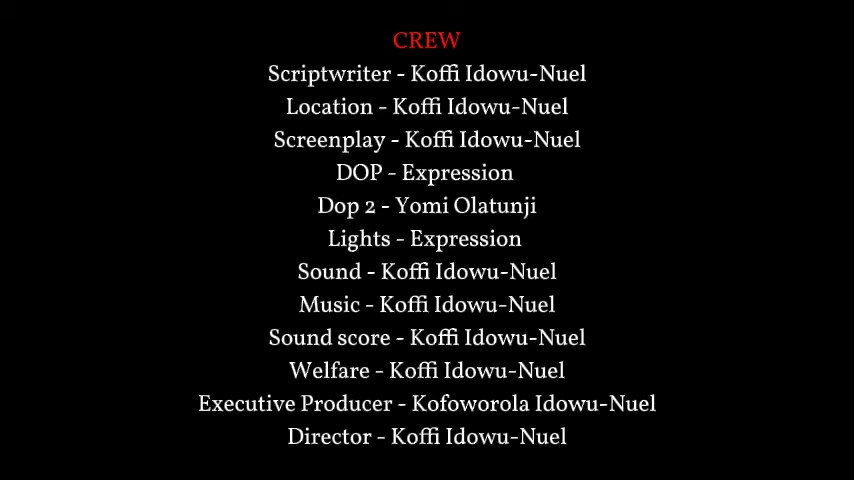 CREW
Scriptwriter - Koffi Idowu-Nuel
Location - Koffi Idowu-Nuel
Screenplay - Koffi Idowu-Nuel
DOP - Expression
Dop 2 - Yomi Olatunji
Lights - Expression
Sound - Koffi Idowu-Nuel
Music - Koffi Idowu-Nuel
Sound score - Koffi Idowu-Nuel
Welfare - Koffi Idowu-Nuel
Executive Producer - Kofoworola Idowu-Nuel
Director - Koffi Idowu-Nuel